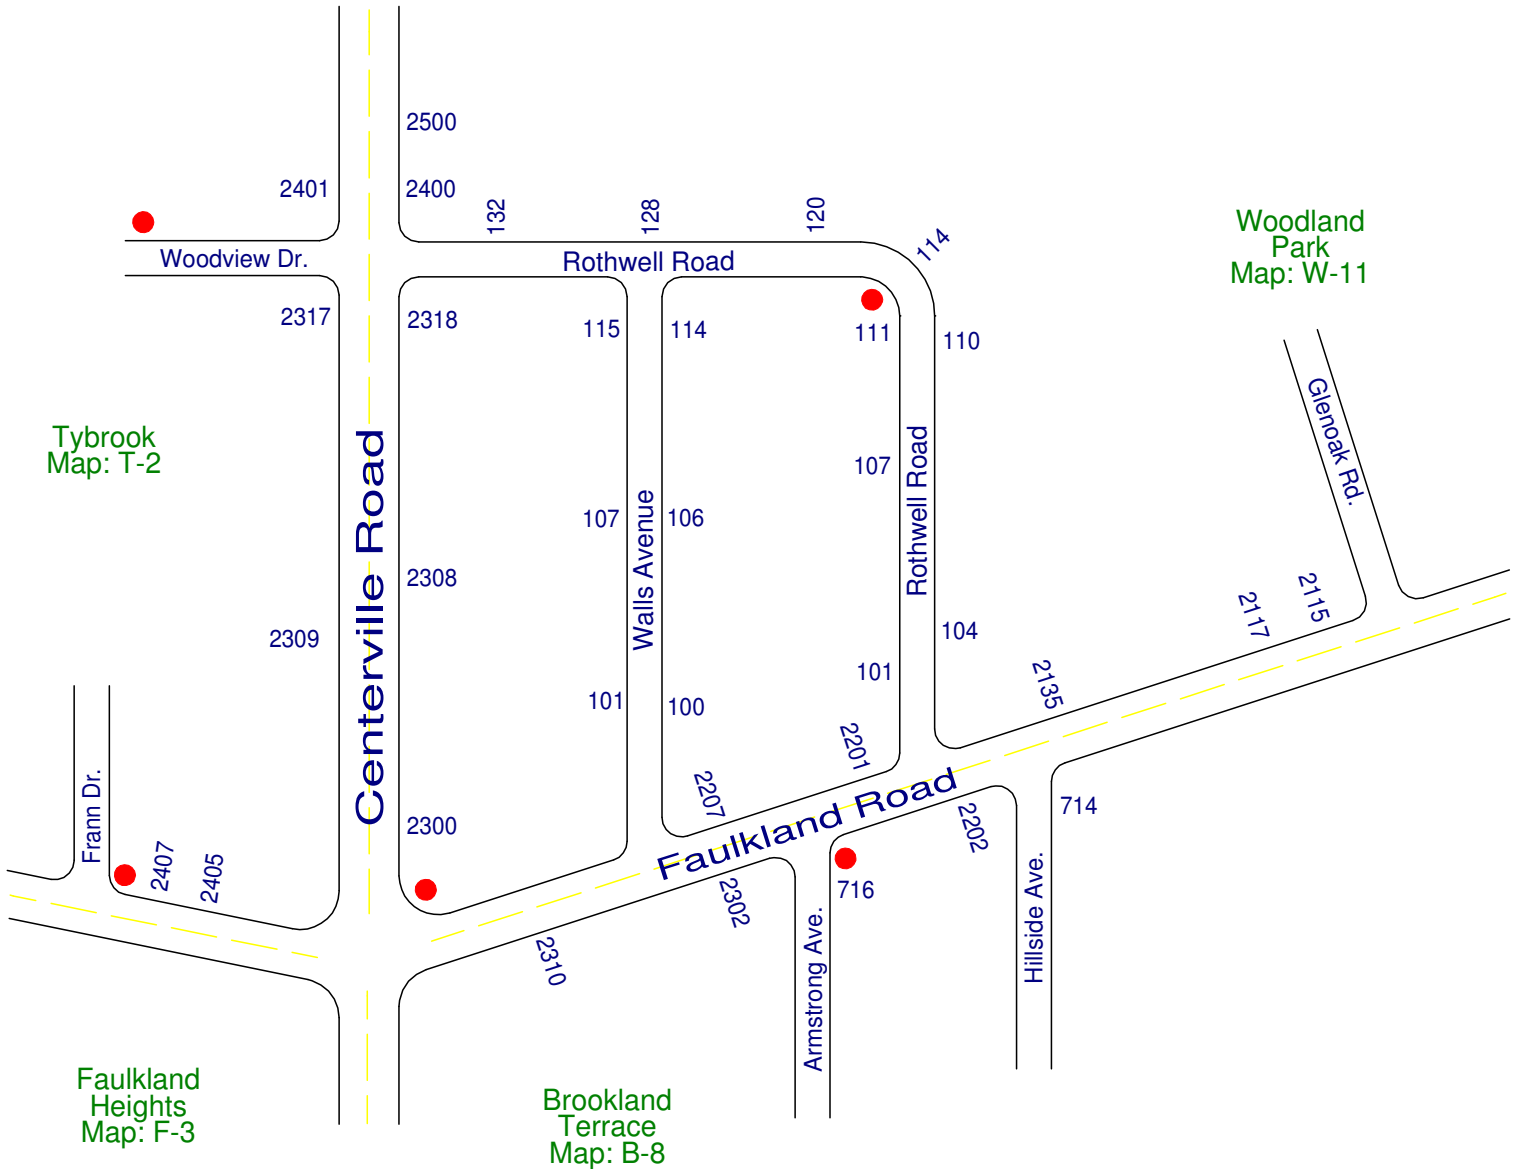 2500
2401
2400
132
128
120
114
Woodland
Park
Map: W-11
Woodview Dr.
Rothwell Road
2317
2318
115
114
111
110
Tybrook
Map: T-2
Centerville Road
107
Rothwell Road
Glenoak Rd.
107
106
Walls Avenue
2308
2309
104
2117
2115
101
2135
101
100
2201
2207
Faulkland Road
Frann Dr.
2407
2405
2300
2202
714
716
2302
2310
Armstrong Ave.
Hillside Ave.
Faulkland
Heights
Map: F-3
Brookland
Terrace
Map: B-8